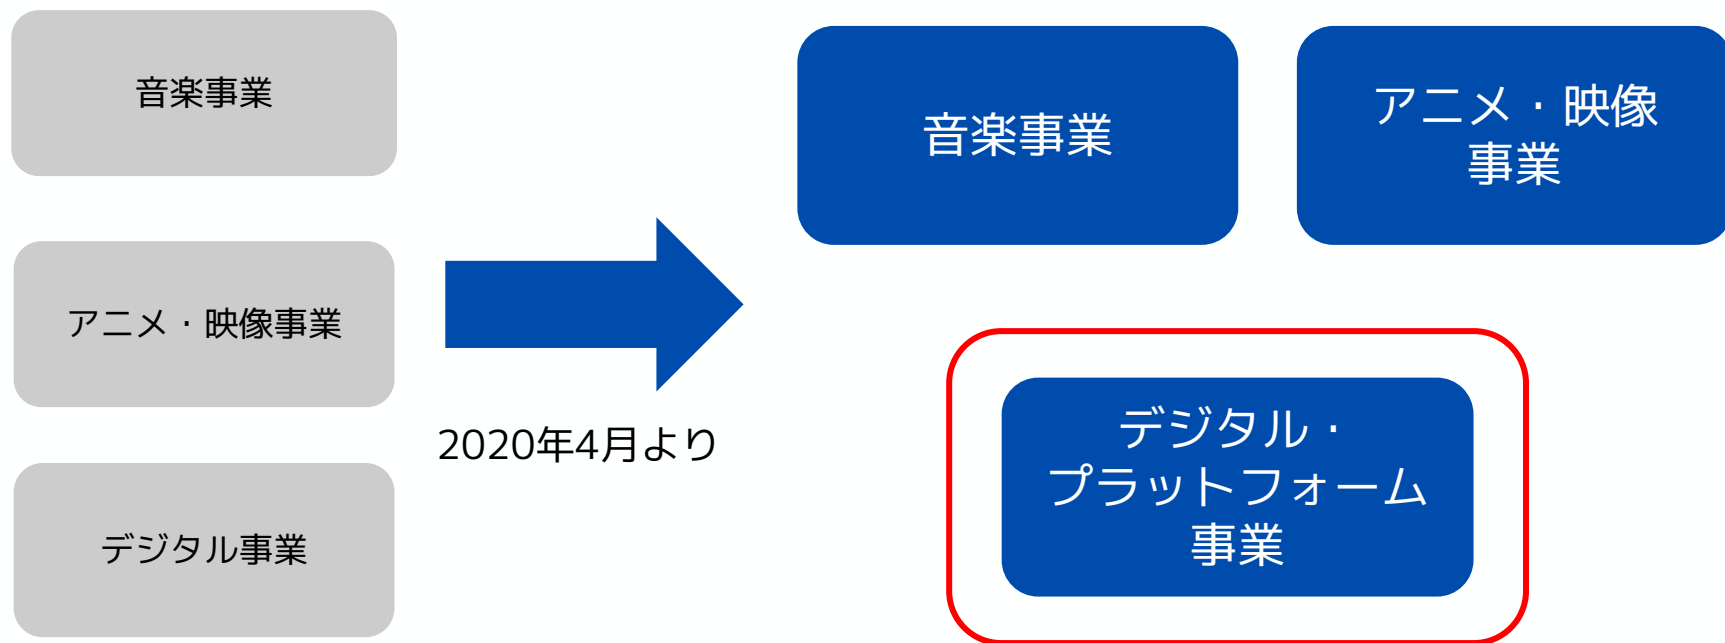 音楽事業
アニメ・映像事業
デジタル事業
2020年4月より
音楽事業
アニメ・映像
事業
デジタル・
プラットフォーム
事業